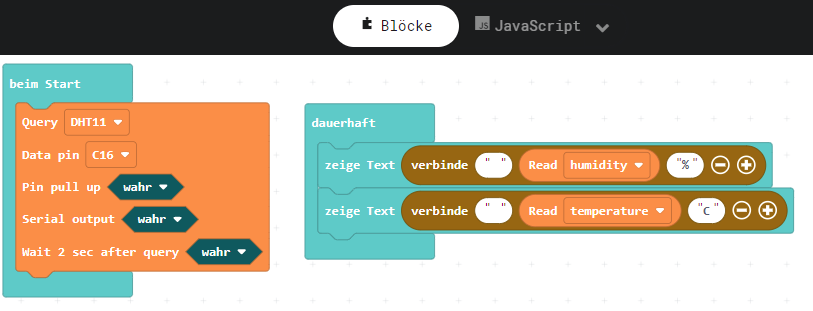 Blöcke
JS JavaScript
beim Start
Query DHT11
Data pin C16
Pin pull up wahr
Serial output wahr
Wait 2 sec after query wahr
dauerhaft
zeige Text verbinde " " Read humidity "%"
zeige Text verbinde " " Read temperature "C"